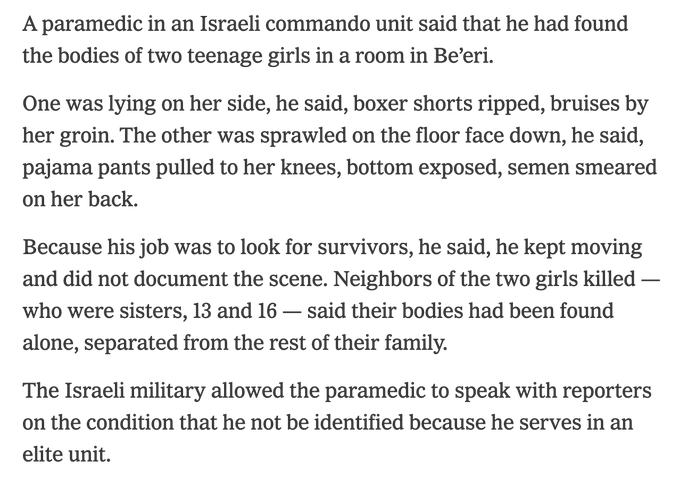 A paramedic in an Israeli commando unit said that he had found
the bodies of two teenage girls in a room in Be’eri.
One was lying on her side, he said, boxer shorts ripped, bruises by
her groin. The other was sprawled on the floor face down, he said,
pajama pants pulled to her knees, bottom exposed, semen smeared
on her back.
Because his job was to look for survivors, he said, he kept moving
and did not document the scene. Neighbors of the two girls killed —
who were sisters, 13 and 16 — said their bodies had been found
alone, separated from the rest of their family.
The Israeli military allowed the paramedic to speak with reporters
on the condition that he not be identified because he serves in an
elite unit.